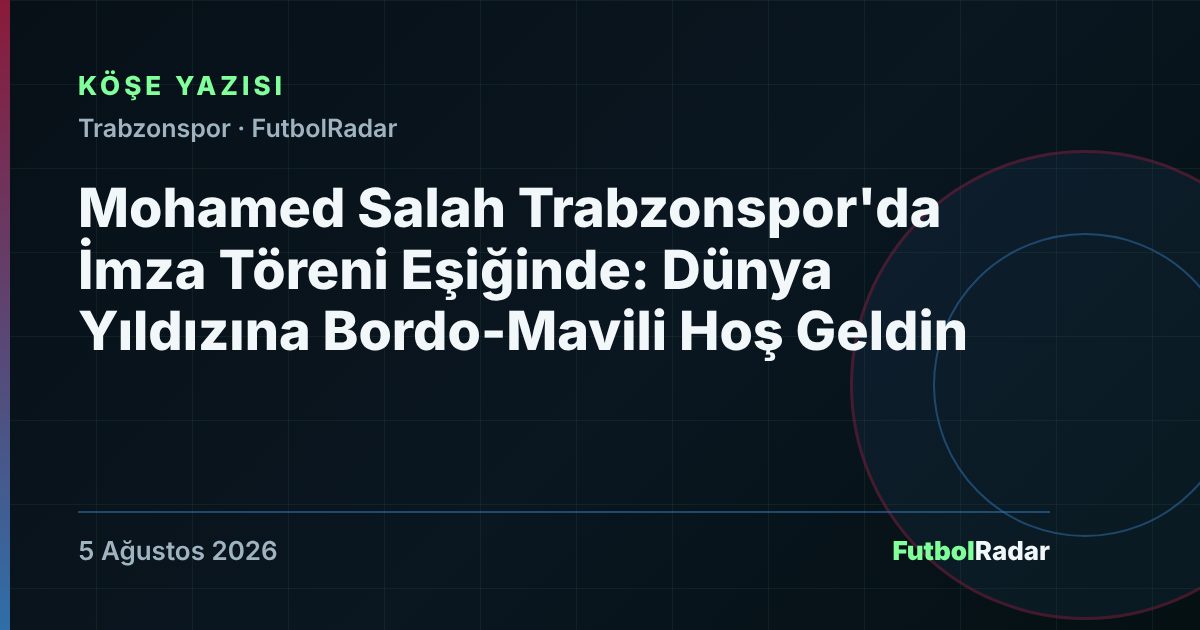 KÖŞE YAZISI
Trabzonspor · FutbolRadar
Mohamed Salah Trabzonspor'da
İmza Töreni Eşiğinde: Dünya
Yıldızına Bordo-Mavili Hoş Geldin
5 Ağustos 2026
FutbolRadar